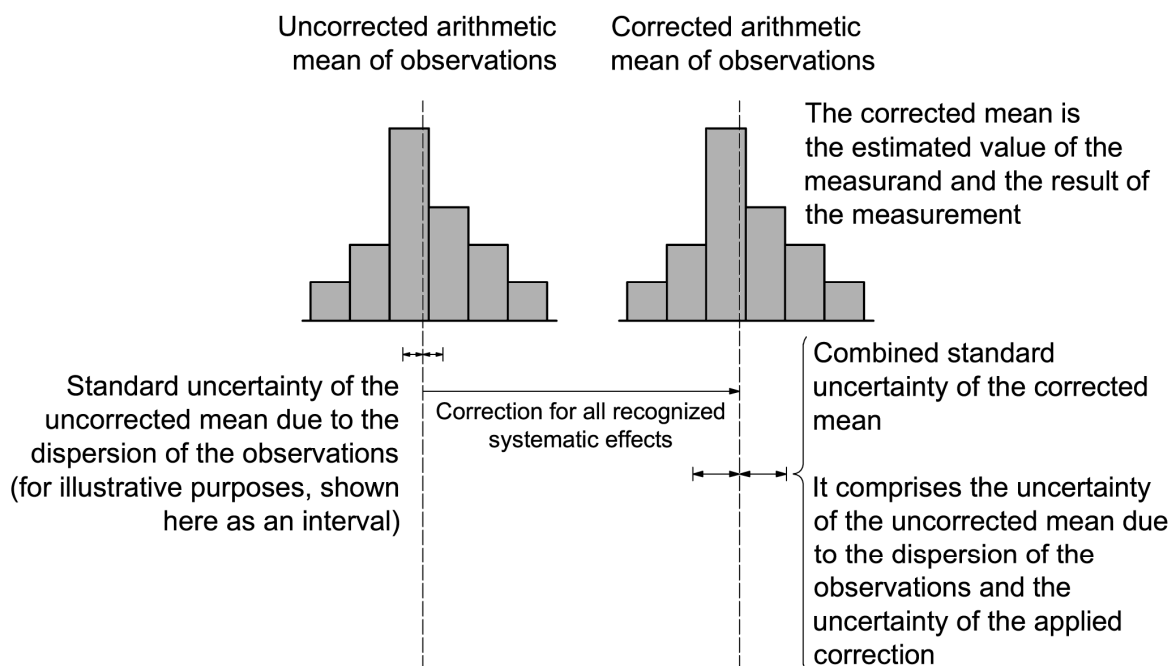 Uncorrected arithmetic
mean of observations
Corrected arithmetic
mean of observations
The corrected mean is
the estimated value of the
measurand and the result of
the measurement
Standard uncertainty of the
uncorrected mean due to the
dispersion of the observations
(for illustrative purposes, shown
here as an interval)
Correction for all recognized
systematic effects
Combined standard
uncertainty of the corrected
mean
It comprises the uncertainty
of the uncorrected mean due
to the dispersion of the
observations and the
uncertainty of the applied
correction